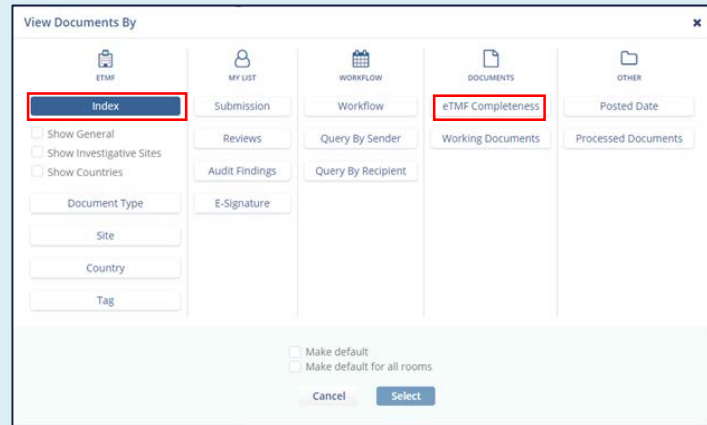 View Documents By
ETMF
Index
Show General
Show Investigative Sites
Show Countries
Document Type
Site
Country
Tag
MY LIST
Submission
Reviews
Audit Findings
E-Signature
WORKFLOW
Workflow
Query By Sender
Query By Recipient
DOCUMENTS
eTMF Completeness
Working Documents
OTHER
Posted Date
Processed Documents
Make default
Make default for all rooms
Cancel
Select